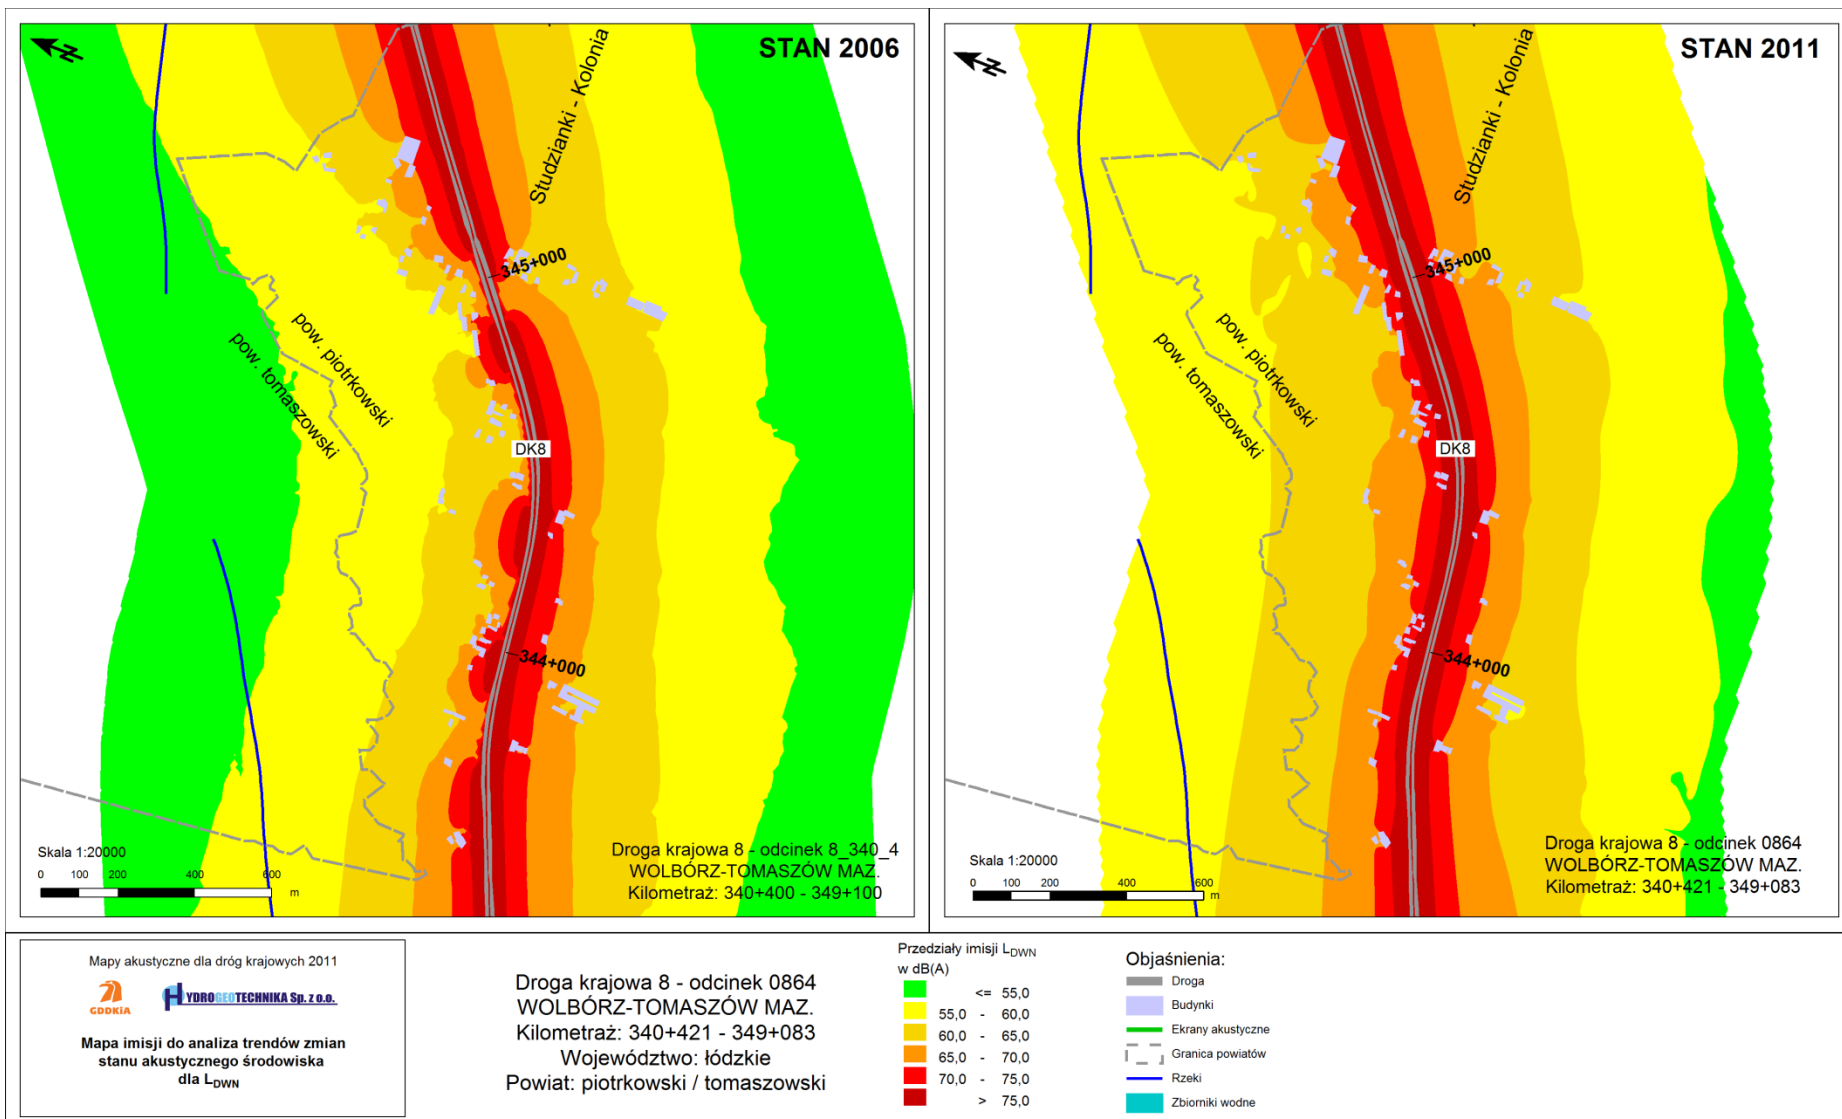 N
STAN 2006
Studzianki - Kolonia
345+000
pow. piotrkowski
pow. tomaszowski
DK8
344+000
Skala 1:20000
0 100 200 400 600
m
Droga krajowa 8 - odcinek 8_340_4
WOLBÓRZ-TOMASZÓW MAZ.
Kilometraż: 340+400 - 349+100
N
STAN 2011
Studzianki - Kolonia
345+000
pow. piotrkowski
pow. tomaszowski
DK8
344+000
Skala 1:20000
0 100 200 400 600
m
Droga krajowa 8 - odcinek 0864
WOLBÓRZ-TOMASZÓW MAZ.
Kilometraż: 340+421 - 349+083
Mapy akustyczne dla dróg krajowych 2011
GDDKiA
HYDROGEOTECHNIKA Sp. z o.o.
Mapa imisji do analiza trendów zmian
stanu akustycznego środowiska
dla LDWN
Droga krajowa 8 - odcinek 0864
WOLBÓRZ-TOMASZÓW MAZ.
Kilometraż: 340+421 - 349+083
Województwo: łódzkie
Powiat: piotrkowski / tomaszowski
Przedziały imisji LDWN
w dB(A)
<= 55,0
55,0 - 60,0
60,0 - 65,0
65,0 - 70,0
70,0 - 75,0
> 75,0
Objaśnienia:
Droga
Budynki
Ekrany akustyczne
Granica powiatów
Rzeki
Zbiorniki wodne